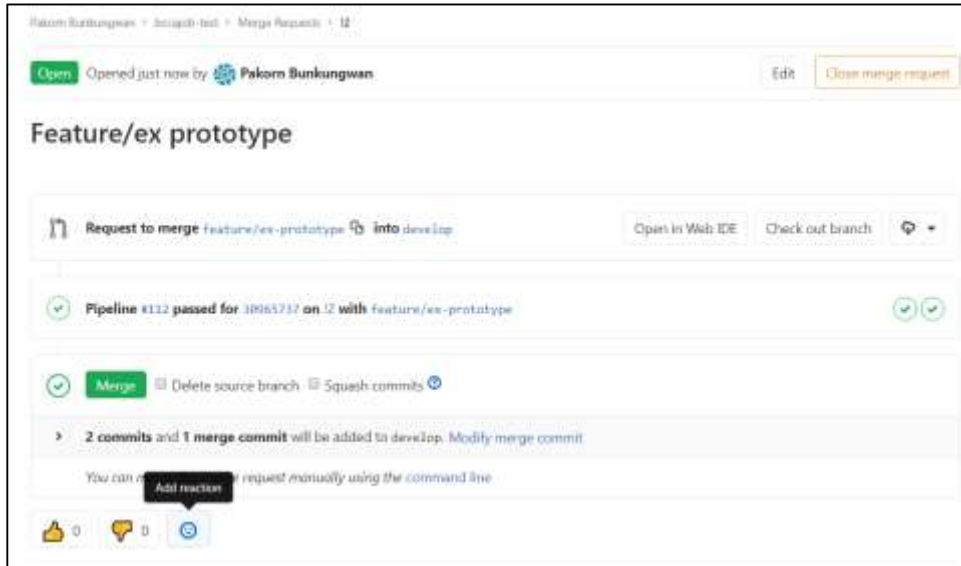 Pakorn Bunkungwan > > Merge Requests > !2
Open Opened just now by Pakorn Bunkungwan Edit Close merge request
Feature/ex prototype
Request to merge feature/ex-prototype into develop Open in Web IDE Check out branch
Pipeline #132 passed for on !2 with feature/ex-prototype
Merge Delete source branch Squash commits
2 commits and 1 merge commit will be added to develop. Modify merge commit
You can request manually using the command line
Add reaction
0 0